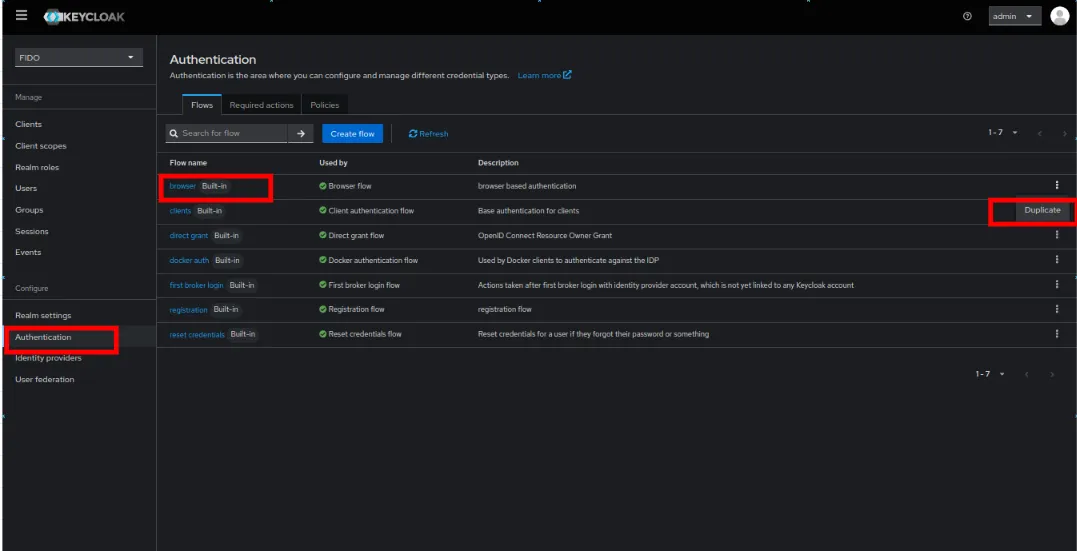 KEYCLOAK
admin
FIDO
Manage
Clients
Client scopes
Realm roles
Users
Groups
Sessions
Events
Configure
Realm settings
Authentication
Identity providers
User federation
Authentication
Authentication is the area where you can configure and manage different credential types. Learn more
Flows Required actions Policies
Search for flow Create flow Refresh 1-7
Flow name Used by Description
browser Built-in Browser flow browser based authentication
Duplicate
clients Built-in Client authentication flow Base authentication for clients
direct grant Built-in Direct grant flow OpenID Connect Resource Owner Grant
docker auth Built-in Docker authentication flow Used by Docker clients to authenticate against the IDP
first broker login Built-in First broker login flow Actions taken after first broker login with identity provider account, which is not yet linked to any Keycloak account
registration Built-in Registration flow registration flow
reset credentials Built-in Reset credentials flow Reset credentials for a user if they forgot their password or something
1-7